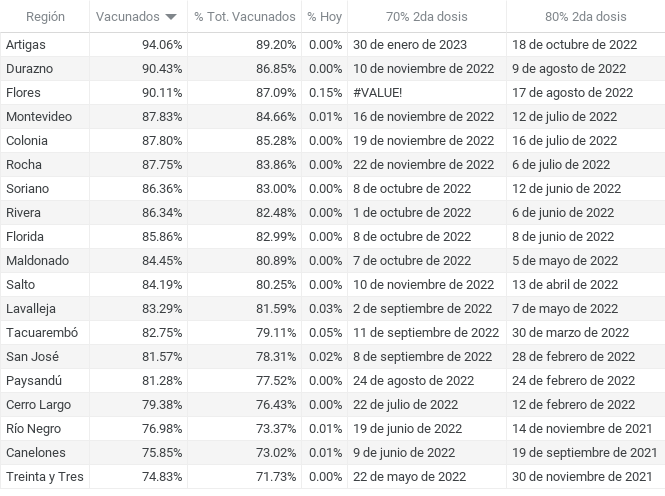 Región Vacunados % Tot. Vacunados % Hoy 70% 2da dosis 80% 2da dosis
Artigas 94.06% 89.20% 0.00% 30 de enero de 2023 18 de octubre de 2022
Durazno 90.43% 86.85% 0.00% 10 de noviembre de 2022 9 de agosto de 2022
Flores 90.11% 87.09% 0.15% #VALUE! 17 de agosto de 2022
Montevideo 87.83% 84.66% 0.01% 16 de noviembre de 2022 12 de julio de 2022
Colonia 87.80% 85.28% 0.00% 19 de noviembre de 2022 16 de julio de 2022
Rocha 87.75% 83.86% 0.00% 22 de noviembre de 2022 6 de julio de 2022
Soriano 86.36% 83.00% 0.00% 8 de octubre de 2022 12 de junio de 2022
Rivera 86.34% 82.48% 0.00% 1 de octubre de 2022 6 de junio de 2022
Florida 85.86% 82.99% 0.00% 8 de octubre de 2022 8 de junio de 2022
Maldonado 84.45% 80.89% 0.00% 7 de octubre de 2022 5 de mayo de 2022
Salto 84.19% 80.25% 0.00% 10 de noviembre de 2022 13 de abril de 2022
Lavalleja 83.29% 81.59% 0.03% 2 de septiembre de 2022 7 de mayo de 2022
Tacuarembó 82.75% 79.11% 0.05% 11 de septiembre de 2022 30 de marzo de 2022
San José 81.57% 78.31% 0.02% 8 de septiembre de 2022 28 de febrero de 2022
Paysandú 81.28% 77.52% 0.00% 24 de agosto de 2022 24 de febrero de 2022
Cerro Largo 79.38% 76.43% 0.00% 22 de julio de 2022 12 de febrero de 2022
Río Negro 76.98% 73.37% 0.01% 19 de junio de 2022 14 de noviembre de 2021
Canelones 75.85% 73.02% 0.01% 9 de junio de 2022 19 de septiembre de 2021
Treinta y Tres 74.83% 71.73% 0.00% 22 de mayo de 2022 30 de noviembre de 2021